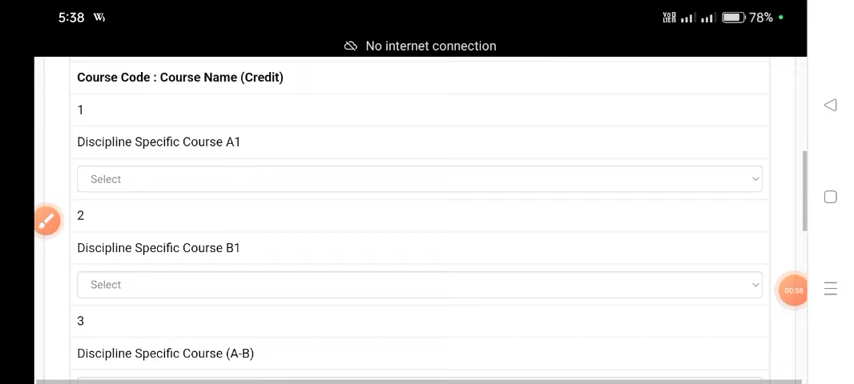 5:38
78%
No internet connection
Course Code : Course Name (Credit)
1
Discipline Specific Course A1
Select
2
Discipline Specific Course B1
Select
00:58
3
Discipline Specific Course (A-B)